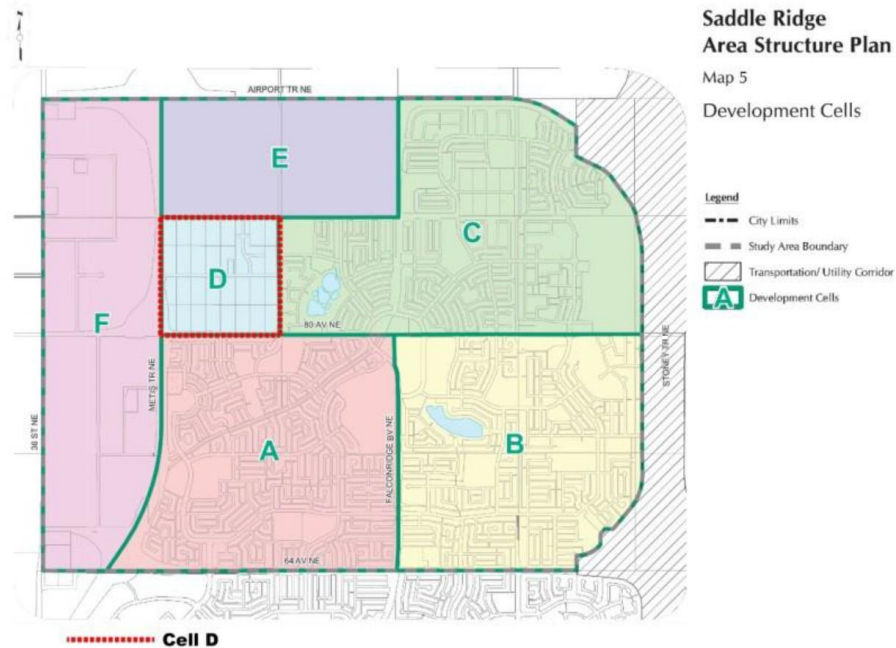 Saddle Ridge
Area Structure Plan
Map 5
Development Cells
Legend
City Limits
Study Area Boundary
Transportation/ Utility Corridor
A Development Cells
AIRPORT TR NE
E
C
D
F
80 AV NE
METIS TR NE
36 ST NE
STONEY TR NE
A
FALCONRIDGE BV NE
B
64 AV NE
Cell D